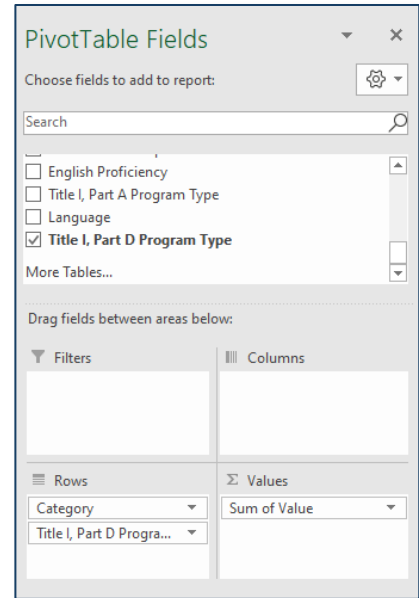 PivotTable Fields
Choose fields to add to report:
Search
English Proficiency
Title I, Part A Program Type
Language
Title I, Part D Program Type
More Tables...
Drag fields between areas below:
Filters
Columns
Rows
Σ Values
Category
Sum of Value
Title I, Part D Progra...